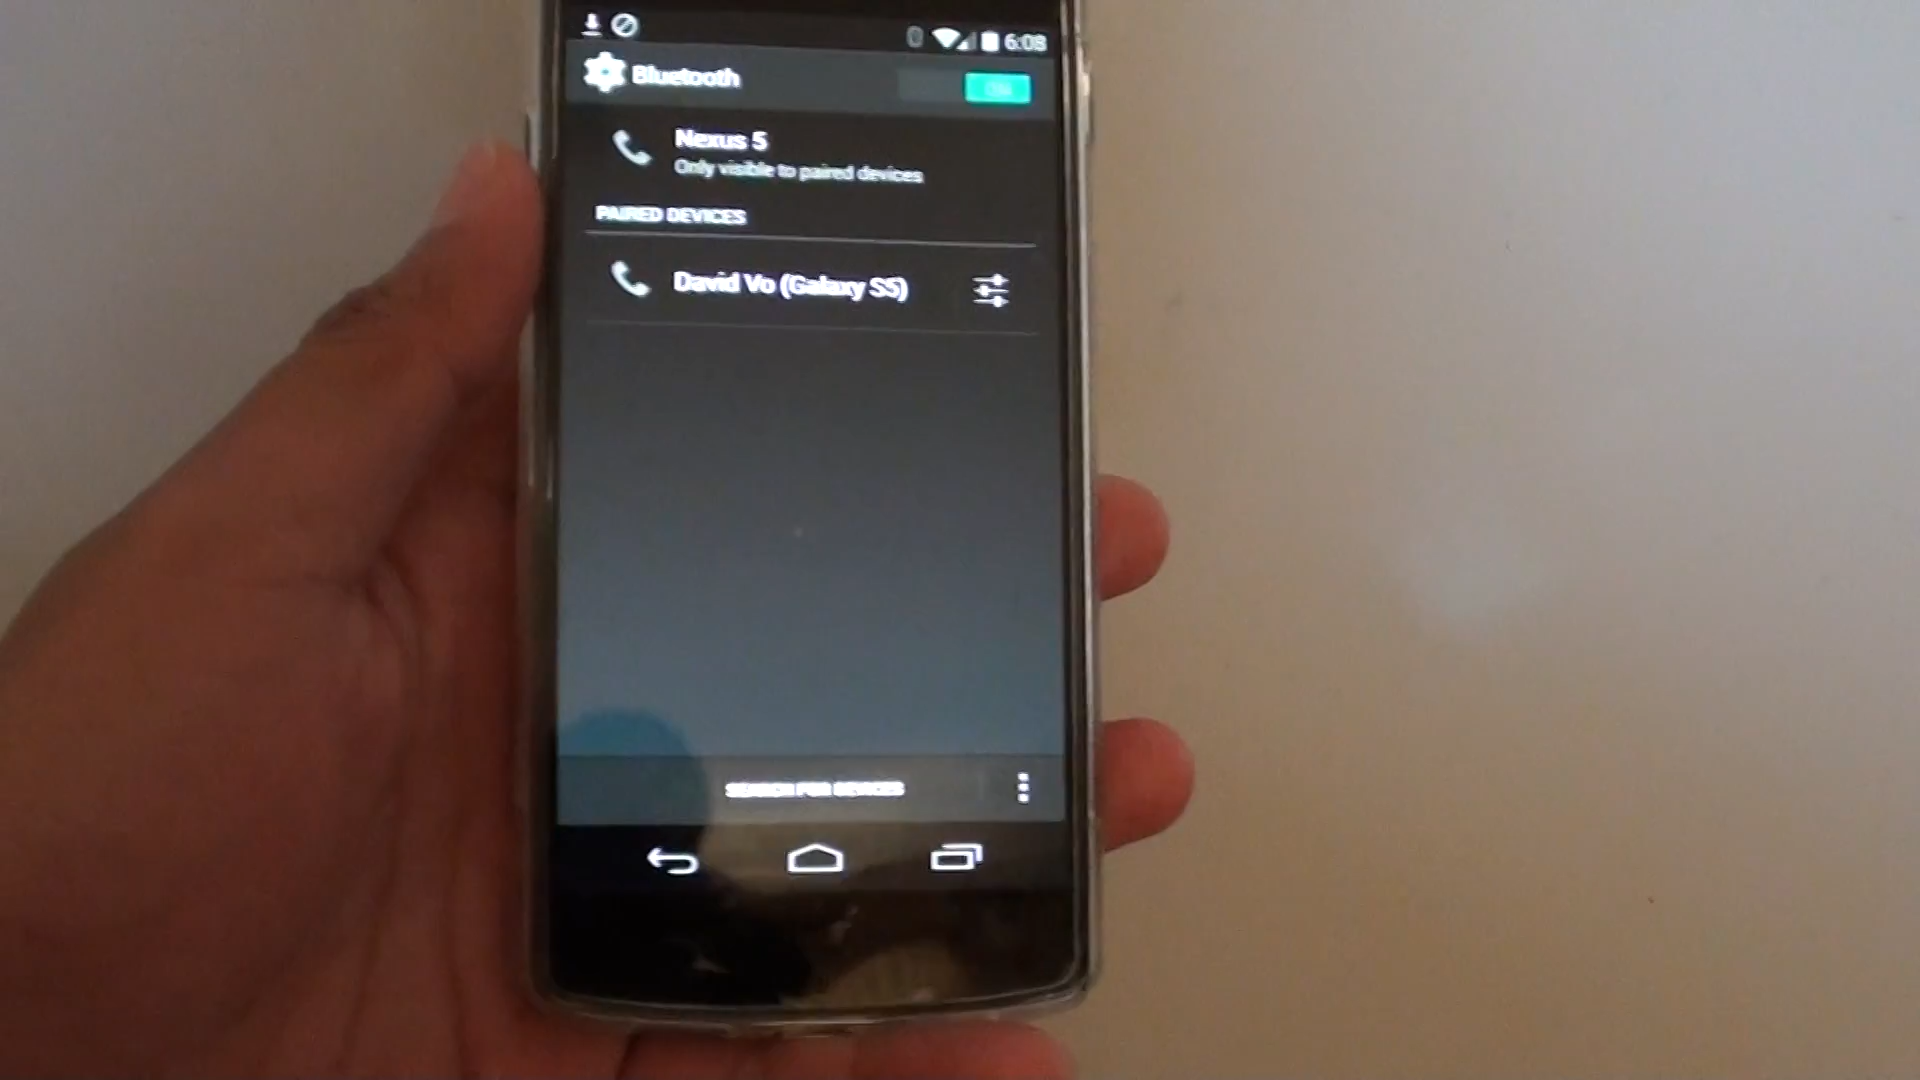 6:08
Bluetooth
ON
Nexus 5
Only visible to paired devices
PAIRED DEVICES
David Vo (Galaxy S5)
SEARCH FOR DEVICES